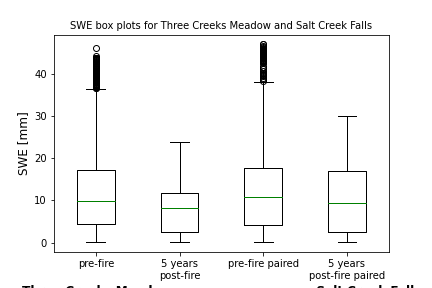 SWE box plots for Three Creeks Meadow and Salt Creek Falls
SWE [mm]
40
30
20
10
0
pre-fire
5 years
post-fire
pre-fire paired
5 years
post-fire paired